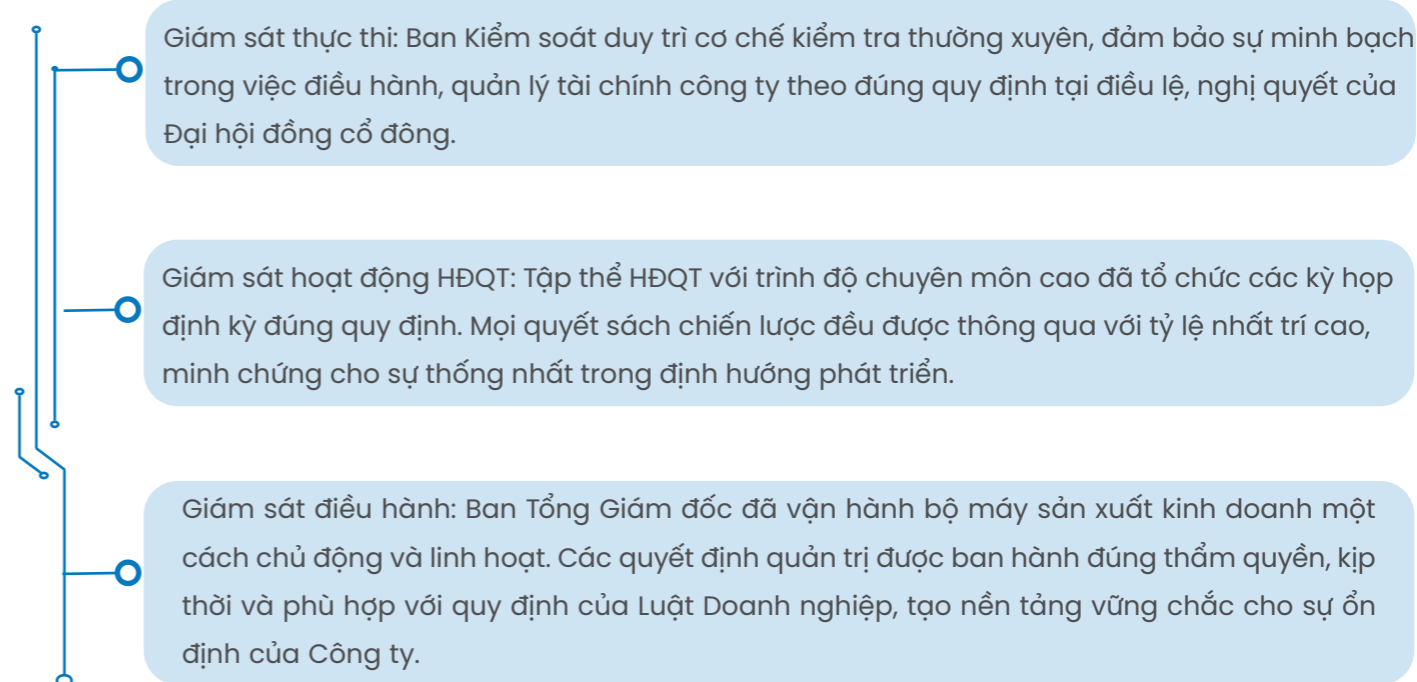 Giám sát thực thi: Ban Kiểm soát duy trì cơ chế kiểm tra thường xuyên, đảm bảo sự minh bạch
trong việc điều hành, quản lý tài chính công ty theo đúng quy định tại điều lệ, nghị quyết của
Đại hội đồng cổ đông.
Giám sát hoạt động HĐQT: Tập thể HĐQT với trình độ chuyên môn cao đã tổ chức các kỳ họp
định kỳ đúng quy định. Mọi quyết sách chiến lược đều được thông qua với tỷ lệ nhất trí cao,
minh chứng cho sự thống nhất trong định hướng phát triển.
Giám sát điều hành: Ban Tổng Giám đốc đã vận hành bộ máy sản xuất kinh doanh một
cách chủ động và linh hoạt. Các quyết định quản trị được ban hành đúng thẩm quyền, kịp
thời và phù hợp với quy định của Luật Doanh nghiệp, tạo nền tảng vững chắc cho sự ổn
định của Công ty.